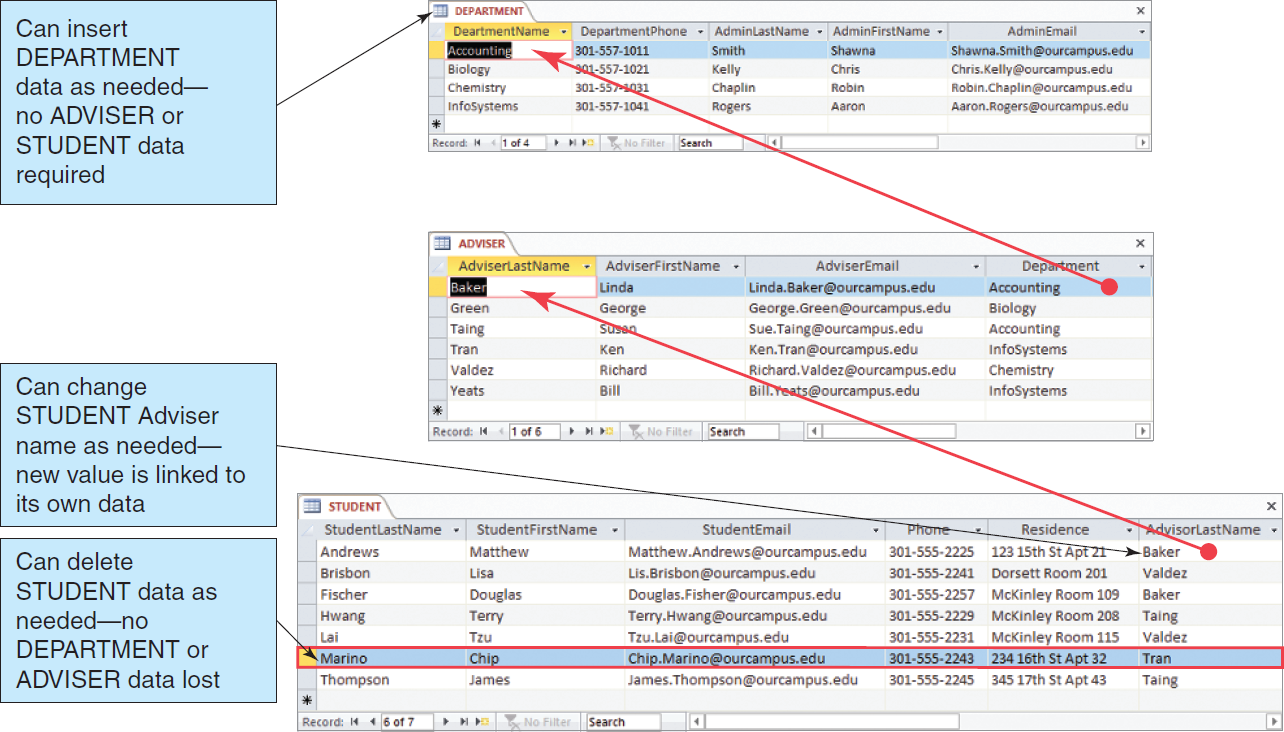 Can insert
DEPARTMENT
data as needed—
no ADVISER or
STUDENT data
required
DEPARTMENT
DeartmentName DepartmentPhone AdminLastName AdminFirstName AdminEmail
Accounting 301-557-1011 Smith Shawna Shawna.Smith@ourcampus.edu
Biology 301-557-1021 Kelly Chris Chris.Kelly@ourcampus.edu
Chemistry 301-557-1031 Chaplin Robin Robin.Chaplin@ourcampus.edu
InfoSystems 301-557-1041 Rogers Aaron Aaron.Rogers@ourcampus.edu
Record: 1 of 4 No Filter Search
ADVISER
AdviserLastName AdviserFirstName AdviserEmail Department
Baker Linda Linda.Baker@ourcampus.edu Accounting
Green George George.Green@ourcampus.edu Biology
Taing Susan Sue.Taing@ourcampus.edu Accounting
Tran Ken Ken.Tran@ourcampus.edu InfoSystems
Valdez Richard Richard.Valdez@ourcampus.edu Chemistry
Yeats Bill Bill.Yeats@ourcampus.edu InfoSystems
Record: 1 of 6 No Filter Search
Can change
STUDENT Adviser
name as needed—
new value is linked to
its own data
STUDENT
StudentLastName StudentFirstName StudentEmail Phone Residence AdvisorLastName
Andrews Matthew Matthew.Andrews@ourcampus.edu 301-555-2225 123 15th St Apt 21 Baker
Brisbon Lisa Lis.Brisbon@ourcampus.edu 301-555-2241 Dorsett Room 201 Valdez
Fischer Douglas Douglas.Fisher@ourcampus.edu 301-555-2257 McKinley Room 109 Baker
Hwang Terry Terry.Hwang@ourcampus.edu 301-555-2229 McKinley Room 208 Taing
Lai Tzu Tzu.Lai@ourcampus.edu 301-555-2231 McKinley Room 115 Valdez
Marino Chip Chip.Marino@ourcampus.edu 301-555-2243 234 16th St Apt 32 Tran
Thompson James James.Thompson@ourcampus.edu 301-555-2245 345 17th St Apt 43 Taing
Record: 6 of 7 No Filter Search
Can delete
STUDENT data as
needed—no
DEPARTMENT or
ADVISER data lost